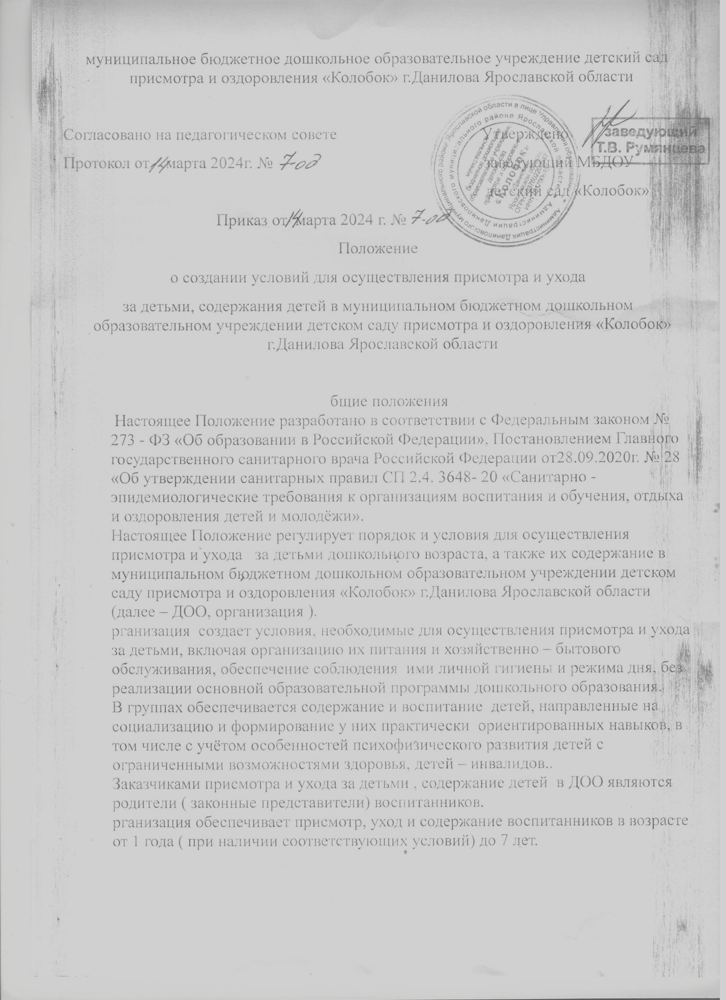 муниципальное бюджетное дошкольное образовательное учреждение детский сад
присмотра и оздоровления «Колобок» г.Данилова Ярославской области
Согласовано на педагогическом совете
Утверждено
заведующий
Т.В. Румянцева
Протокол от 14 марта 2024г. № 7-од
заведующий МБДОУ
детский сад «Колобок»
Приказ от 14 марта 2024 г. № 7-од
Положение
о создании условий для осуществления присмотра и ухода
за детьми, содержания детей в муниципальном бюджетном дошкольном
образовательном учреждении детском саду присмотра и оздоровления «Колобок»
г.Данилова Ярославской области
бщие положения
Настоящее Положение разработано в соответствии с Федеральным законом №
273 - ФЗ «Об образовании в Российской Федерации», Постановлением Главного
государственного санитарного врача Российской Федерации от28.09.2020г. № 28
«Об утверждении санитарных правил СП 2.4. 3648- 20 «Санитарно -
эпидемиологические требования к организациям воспитания и обучения, отдыха
и оздоровления детей и молодёжи».
Настоящее Положение регулирует порядок и условия для осуществления
присмотра и ухода за детьми дошкольного возраста, а также их содержание в
муниципальном бюджетном дошкольном образовательном учреждении детском
саду присмотра и оздоровления «Колобок» г.Данилова Ярославской области
(далее – ДОО, организация ).
рганизация создает условия, необходимые для осуществления присмотра и ухода
за детьми, включая организацию их питания и хозяйственно – бытового
обслуживания, обеспечение соблюдения ими личной гигиены и режима дня, без
реализации основной образовательной программы дошкольного образования.
В группах обеспечивается содержание и воспитание детей, направленные на
социализацию и формирование у них практически ориентированных навыков, в
том числе с учётом особенностей психофизического развития детей с
ограниченными возможностями здоровья, детей – инвалидов..
Заказчиками присмотра и ухода за детьми , содержание детей в ДОО являются
родители ( законные представители) воспитанников.
рганизация обеспечивает присмотр, уход и содержание воспитанников в возрасте
от 1 года ( при наличии соответствующих условий) до 7 лет.